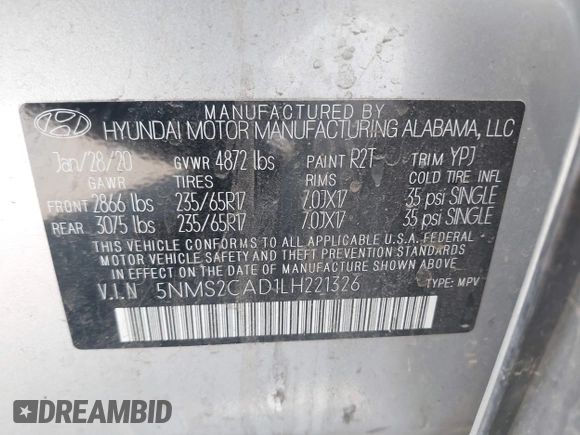 MANUFACTURED BY
HYUNDAI MOTOR MANUFACTURING ALABAMA, LLC
Jan/28/20 GVWR 4872 lbs PAINT R2T TRIM YPJ
GAWR TIRES RIMS COLD TIRE INFL
FRONT 2866 lbs 235/65R17 7.0JX17 35 psi SINGLE
REAR 3075 lbs 235/65R17 7.0JX17 35 psi SINGLE
THIS VEHICLE CONFORMS TO ALL APPLICABLE U.S.A. FEDERAL
MOTOR VEHICLE SAFETY, BUMPER, AND THEFT PREVENTION
STANDARDS IN EFFECT ON THE DATE OF MANUFACTURE SHOWN ABOVE.
V.I.N 5NMS2CAD1LH221326 TYPE: MPV
DREAMBID